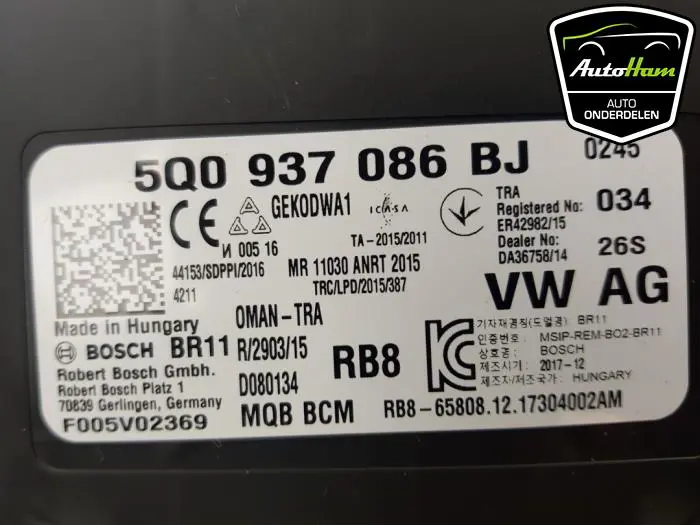 AutoHam
AUTO
ONDERDELEN
5Q0 937 086 BJ 0245
CE GEKODWA1 ICASA
TRA
Registered No: 034
ER42982/15
Dealer No: 26S
DA36758/14
И 005 16
TA-2015/2011
44153/SDPPI/2016
4211
MR 11030 ANRT 2015
TRC/LPD/2015/387
VW AG
Made in Hungary
OMAN-TRA
BOSCH BR11 R/2903/15
D080134
RB8
Robert Bosch Gmbh.
Robert Bosch Platz 1
70839 Gerlingen, Germany
F005V02369
MQB BCM
기자재명칭(모델명): BR11
인증번호: MSIP-REM-BO2-BR11
상호명: BOSCH
제조시기: 2017-12
제조자/제조국가: HUNGARY
RB8-65808.12.17304002AM